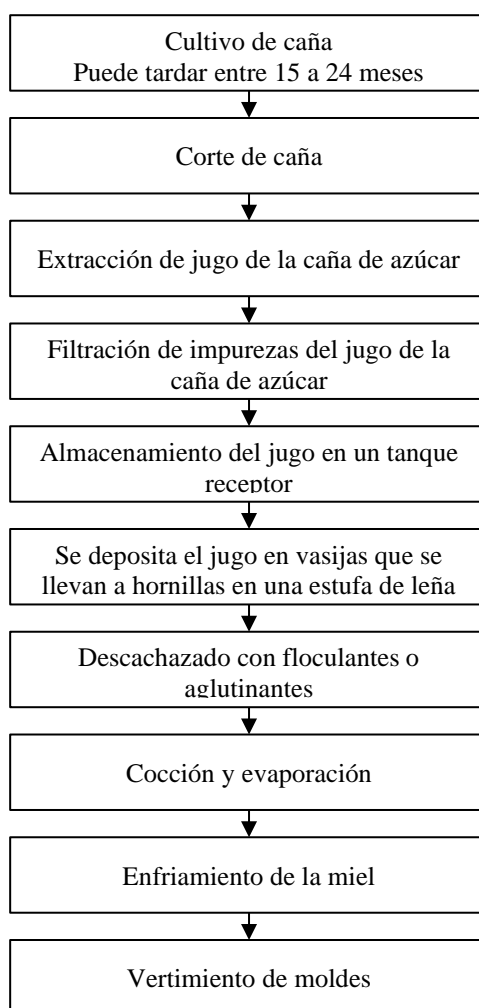 Cultivo de caña
Puede tardar entre 15 a 24 meses
Corte de caña
Extracción de jugo de la caña de azúcar
Filtración de impurezas del jugo de la
caña de azúcar
Almacenamiento del jugo en un tanque
receptor
Se deposita el jugo en vasijas que se
llevan a hornillas en una estufa de leña
Descachazado con floculantes o
aglutinantes
Cocción y evaporación
Enfriamiento de la miel
Vertimiento de moldes